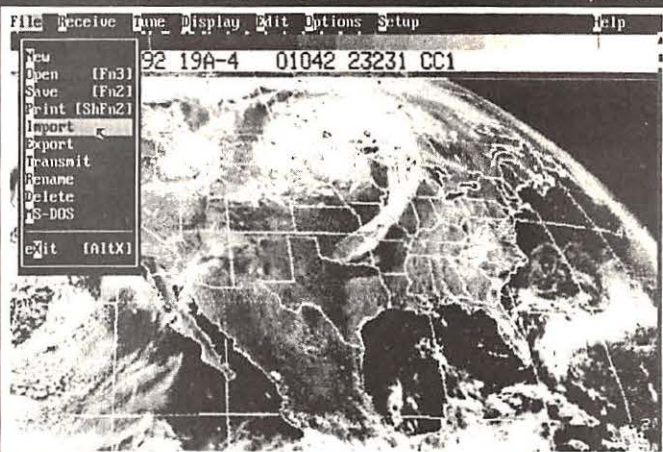 File Receive Tune Display Edit Options Setup Help
92 19A-4 01042 23231 CC1
New
Open [Fn3]
Save [Fn2]
Print [ShFn2]
Import
Export
Transmit
Rename
Delete
MS-DOS
eXit [AltX]